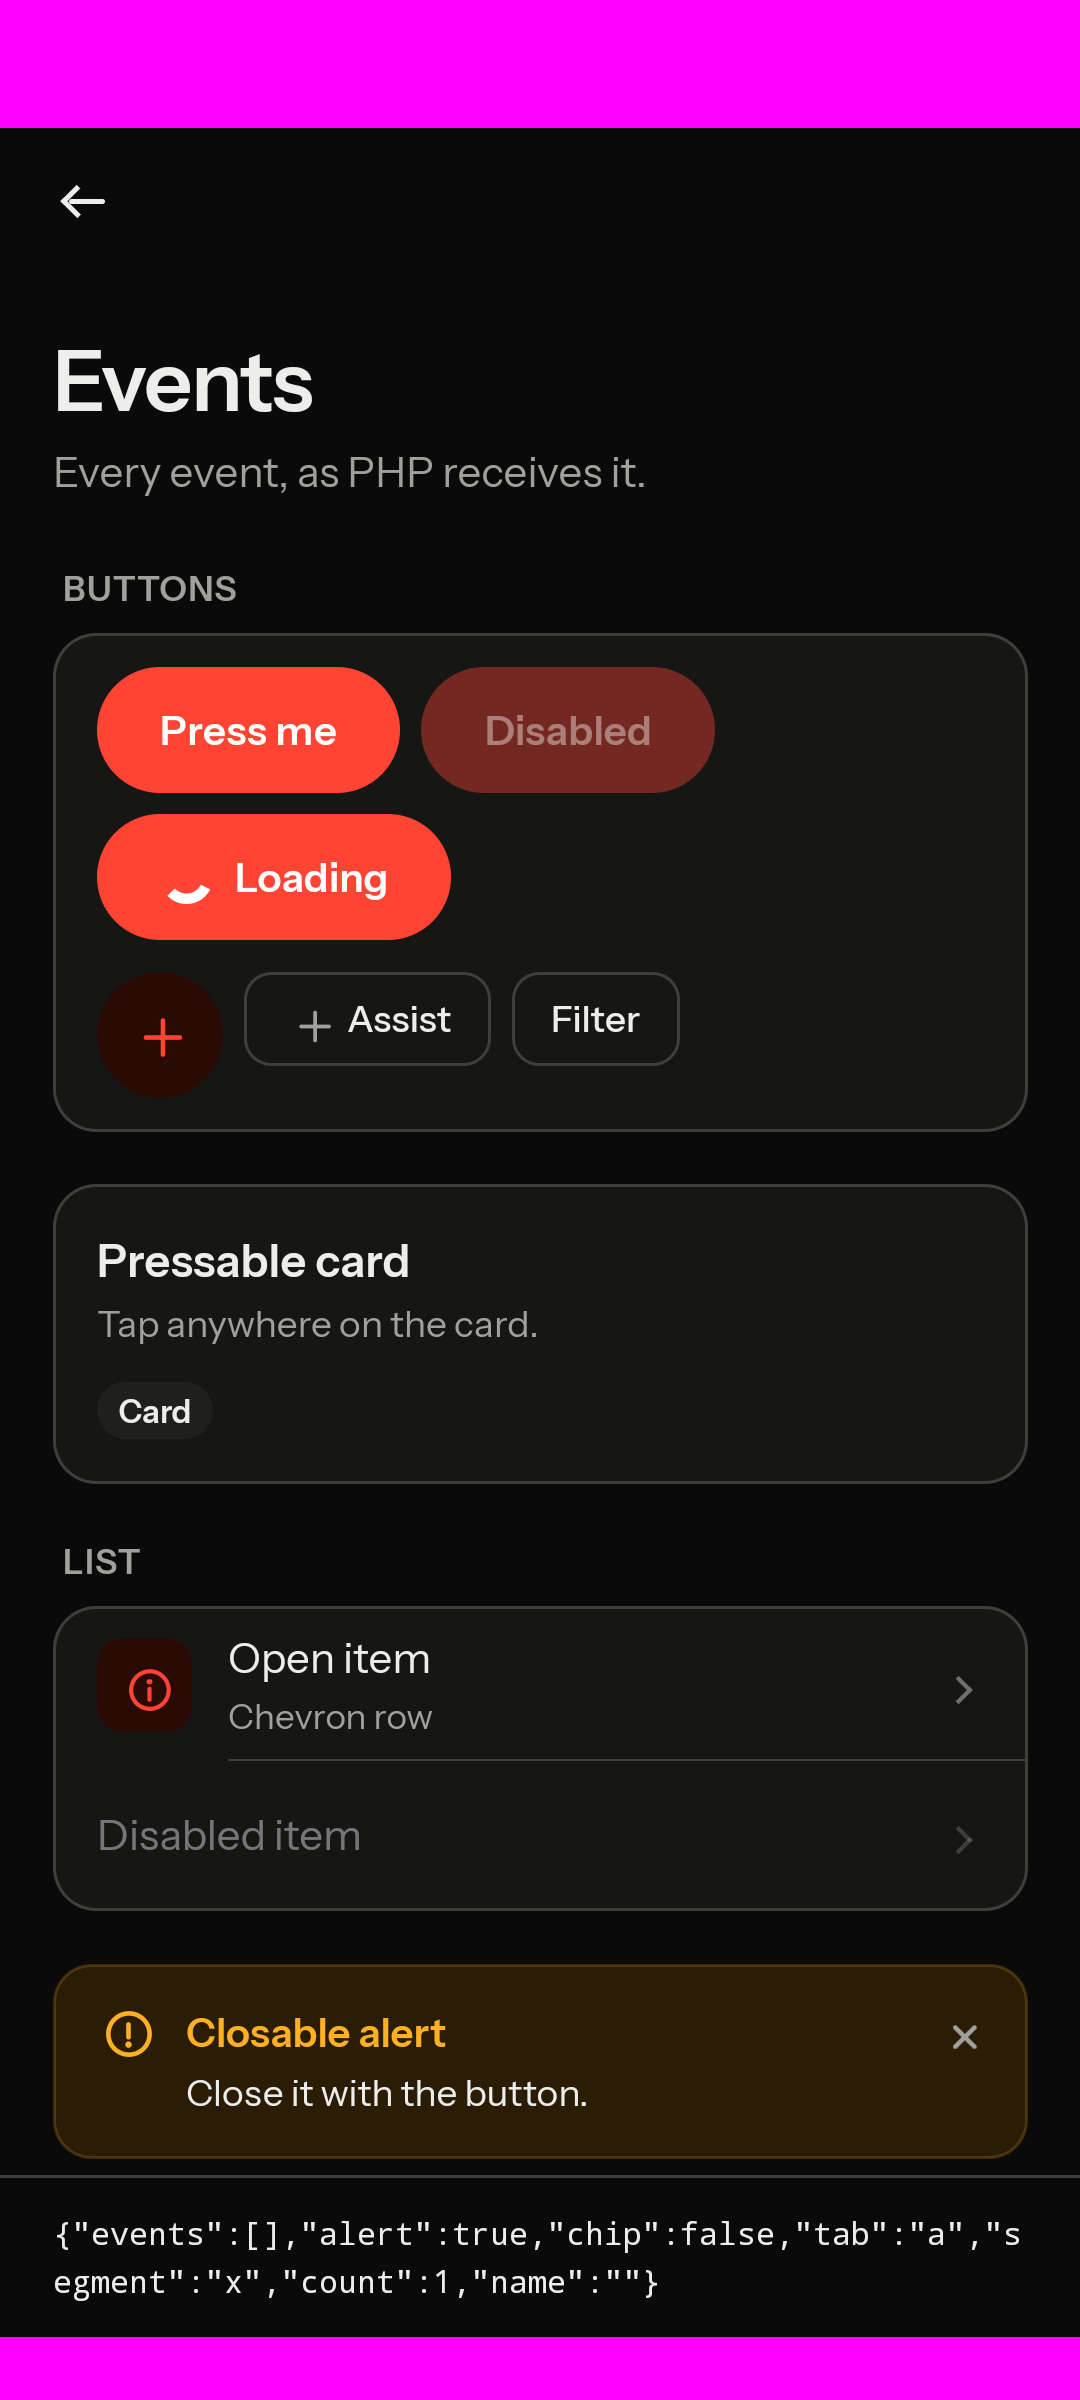 Events
Every event, as PHP receives it.
BUTTONS
Press me
Disabled
Loading
Assist
Filter
Pressable card
Tap anywhere on the card.
Card
LIST
Open item
Chevron row
Disabled item
Closable alert
Close it with the button.
{"events":[],"alert":true,"chip":false,"tab":"a","s
egment":"x","count":1,"name":""}